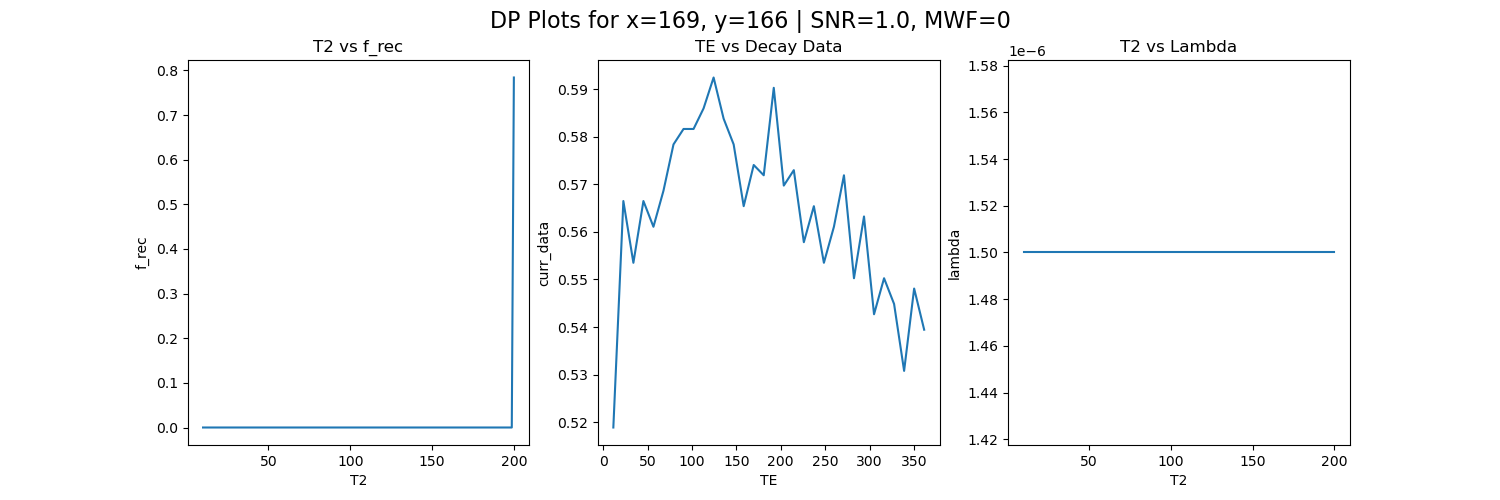 DP Plots for x=169, y=166 | SNR=1.0, MWF=0
T2 vs f_rec
0.8
0.7
0.6
0.5
0.4
0.3
0.2
0.1
0.0
f_rec
50 100 150 200
T2
TE vs Decay Data
0.59
0.58
0.57
0.56
0.55
0.54
0.53
0.52
curr_data
0 50 100 150 200 250 300 350
TE
T2 vs Lambda
1e−6
1.58
1.56
1.54
1.52
1.50
1.48
1.46
1.44
1.42
lambda
50 100 150 200
T2